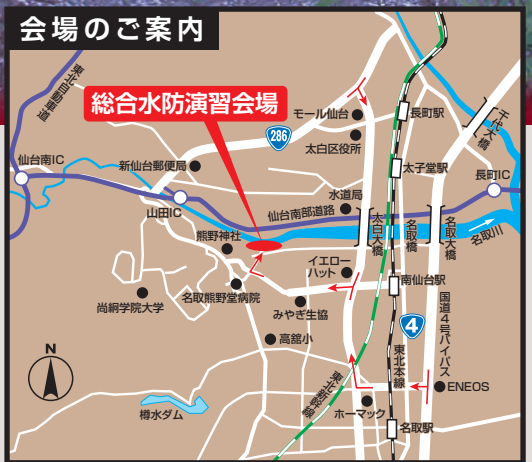 会場のご案内
東北自動車道
総合水防演習会場
286
モール仙台
太白区役所
長町駅
千代大橋
仙台南IC
新仙台郵便局
太子堂駅
長町IC
山田IC
水道局
仙台南部道路
太白大橋
名取橋
名取大橋
名取川
熊野神社
イエローハット
南仙台駅
尚絅学院大学
名取熊野堂病院
みやぎ生協
4
国道4号バイパス
高舘小
東北本線
N
東北新幹線
ENEOS
樽水ダム
ホーマック
名取駅